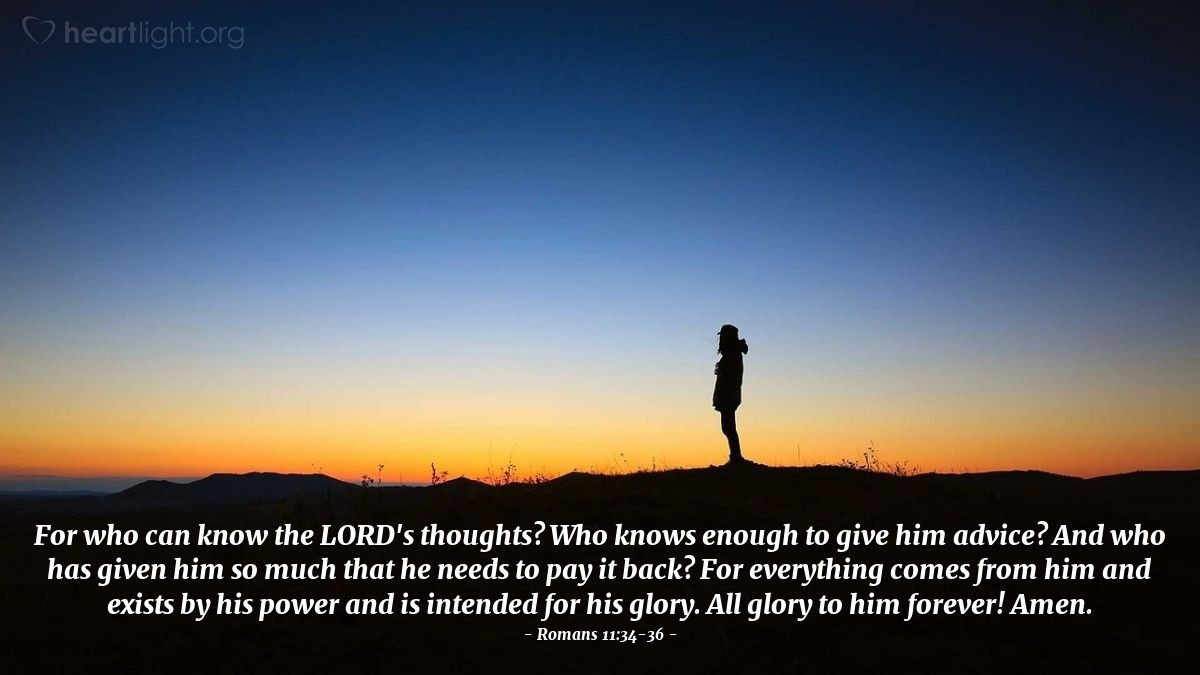 heartlight.org
For who can know the LORD's thoughts? Who knows enough to give him advice? And who
has given him so much that he needs to pay it back? For everything comes from him and
exists by his power and is intended for his glory. All glory to him forever! Amen.
- Romans 11:34-36 -